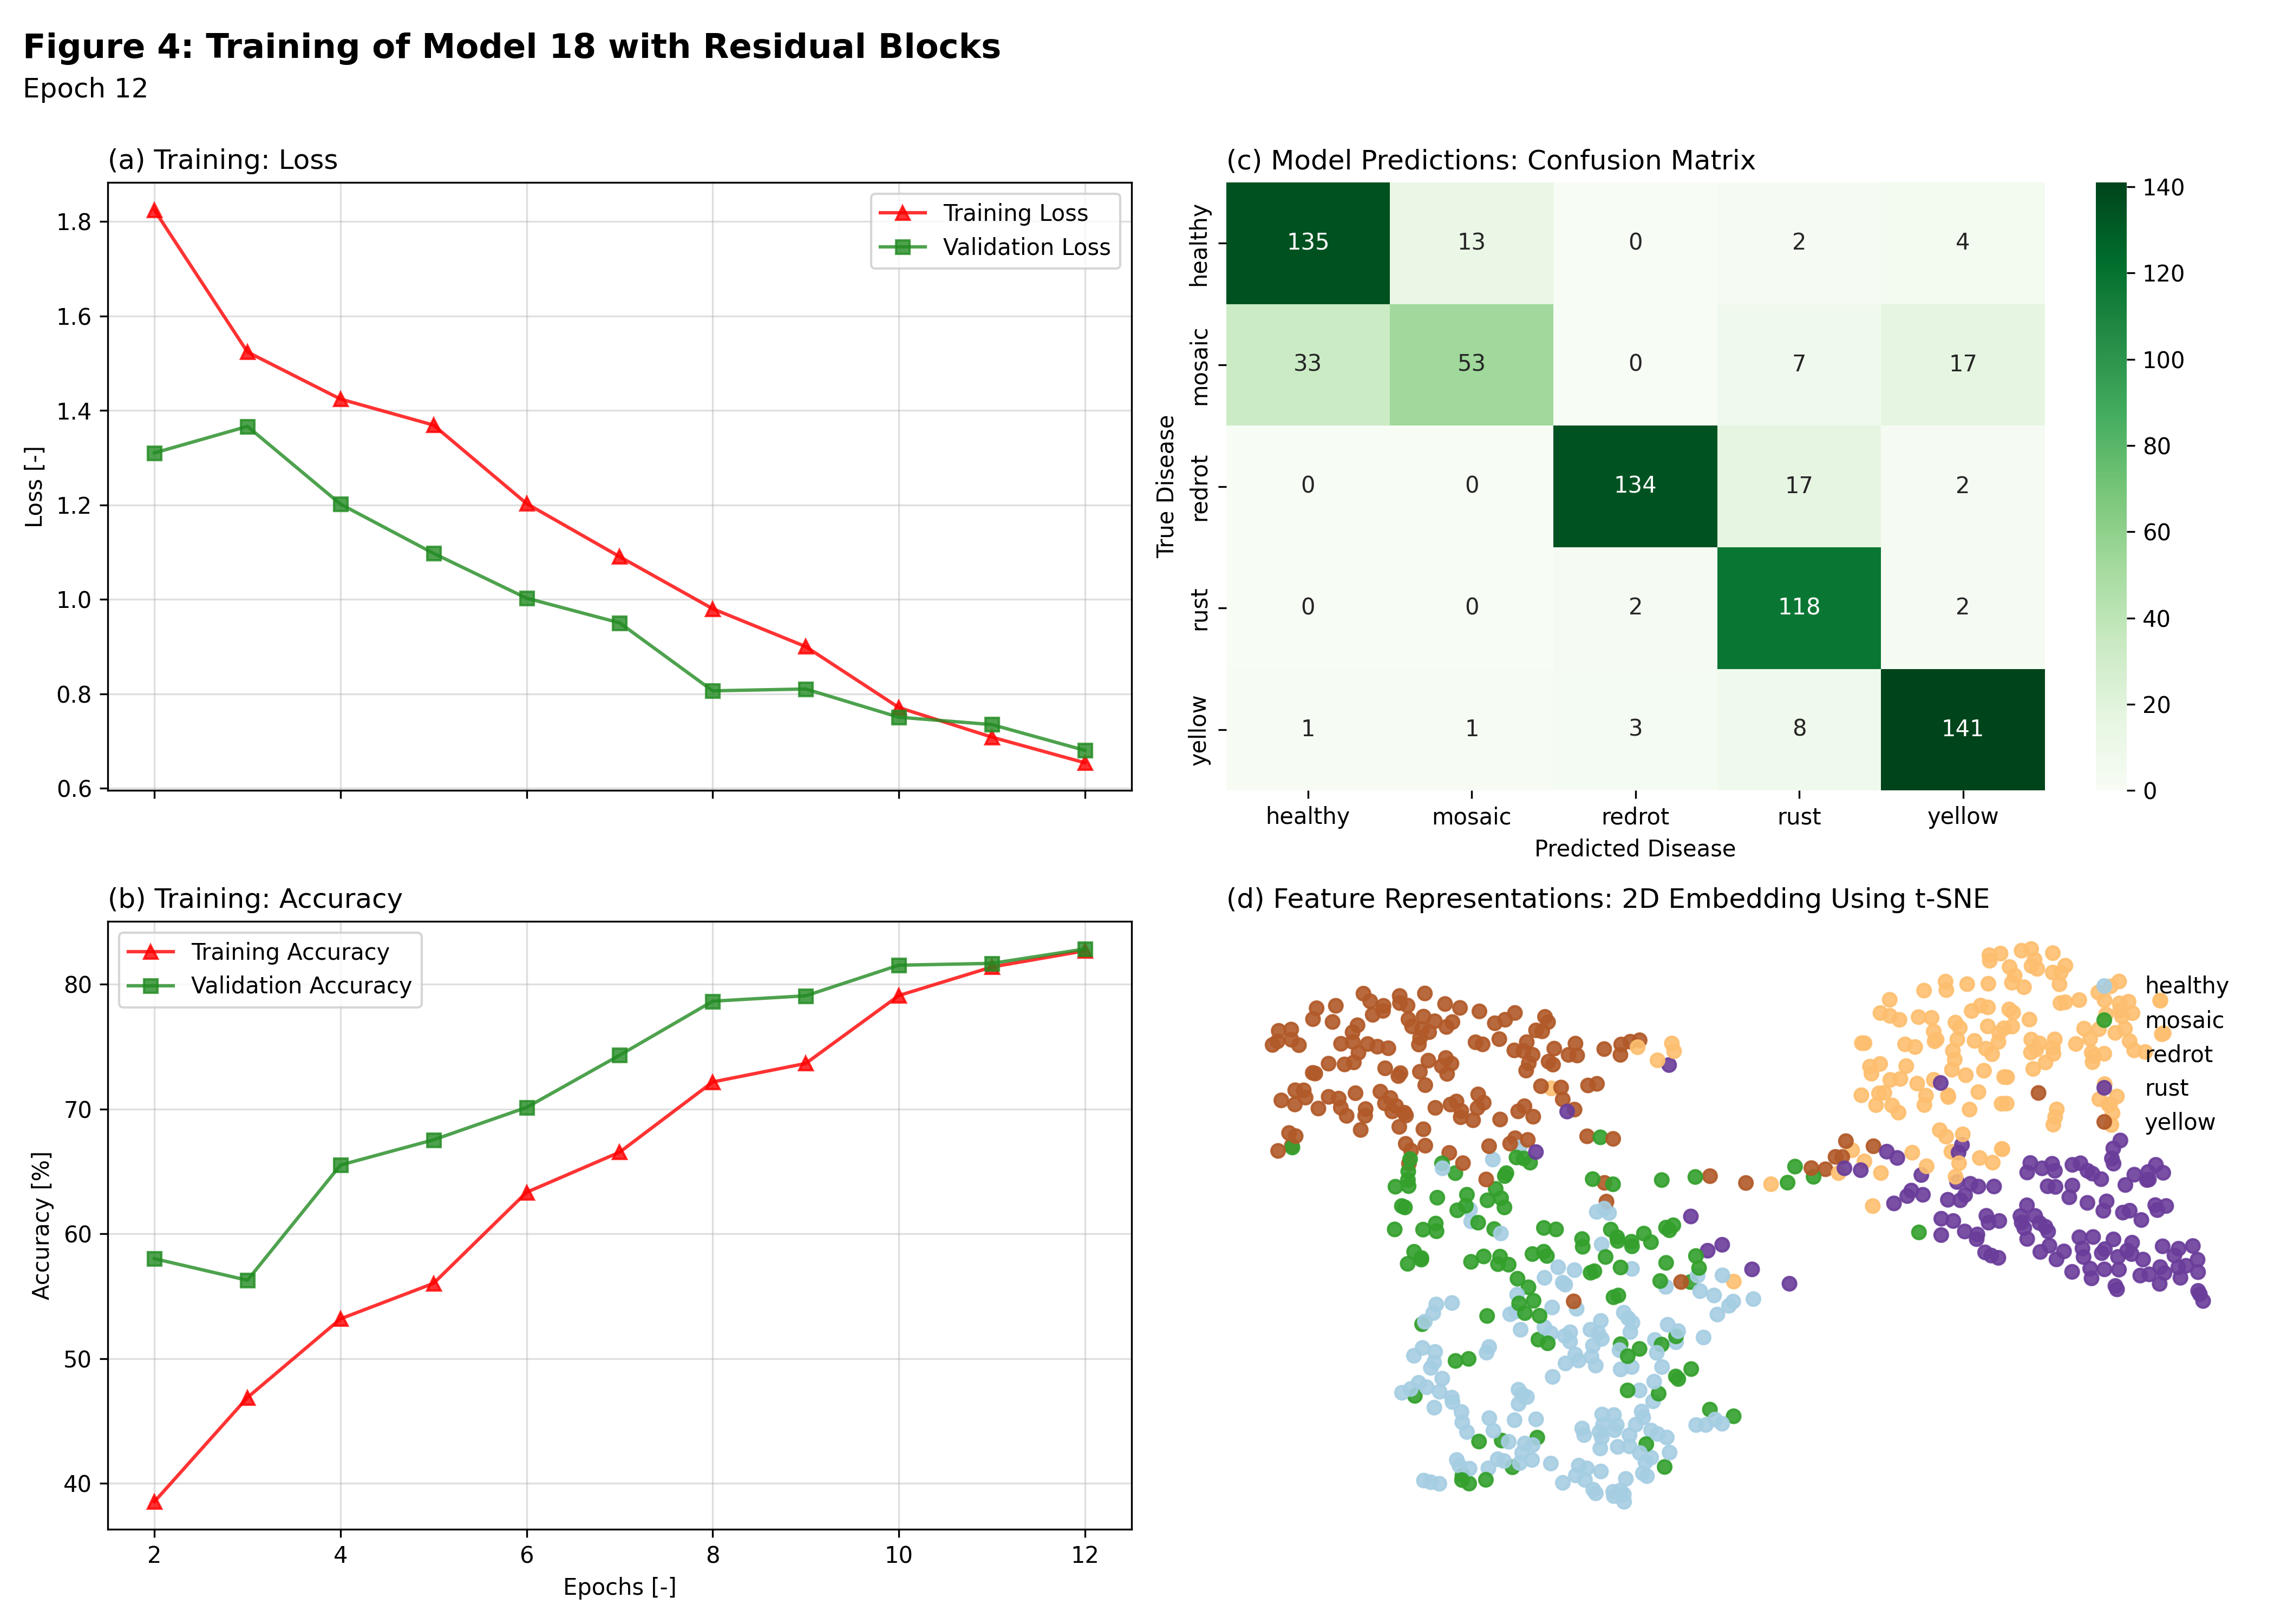 Figure 4: Training of Model 18 with Residual Blocks
Epoch 12
(a) Training: Loss
Loss [-]
1.8
1.6
1.4
1.2
1.0
0.8
0.6
Training Loss
Validation Loss
(b) Training: Accuracy
Accuracy [%]
80
70
60
50
40
Training Accuracy
Validation Accuracy
2 4 6 8 10 12
Epochs [-]
(c) Model Predictions: Confusion Matrix
True Disease
healthy 135 13 0 2 4
mosaic 33 53 0 7 17
redrot 0 0 134 17 2
rust 0 0 2 118 2
yellow 1 1 3 8 141
healthy mosaic redrot rust yellow
Predicted Disease
140
120
100
80
60
40
20
0
(d) Feature Representations: 2D Embedding Using t-SNE
healthy
mosaic
redrot
rust
yellow